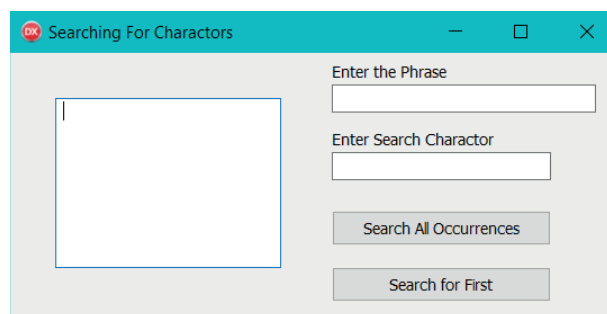 DX Searching For Charactors
Enter the Phrase
Enter Search Charactor
Search All Occurrences
Search for First